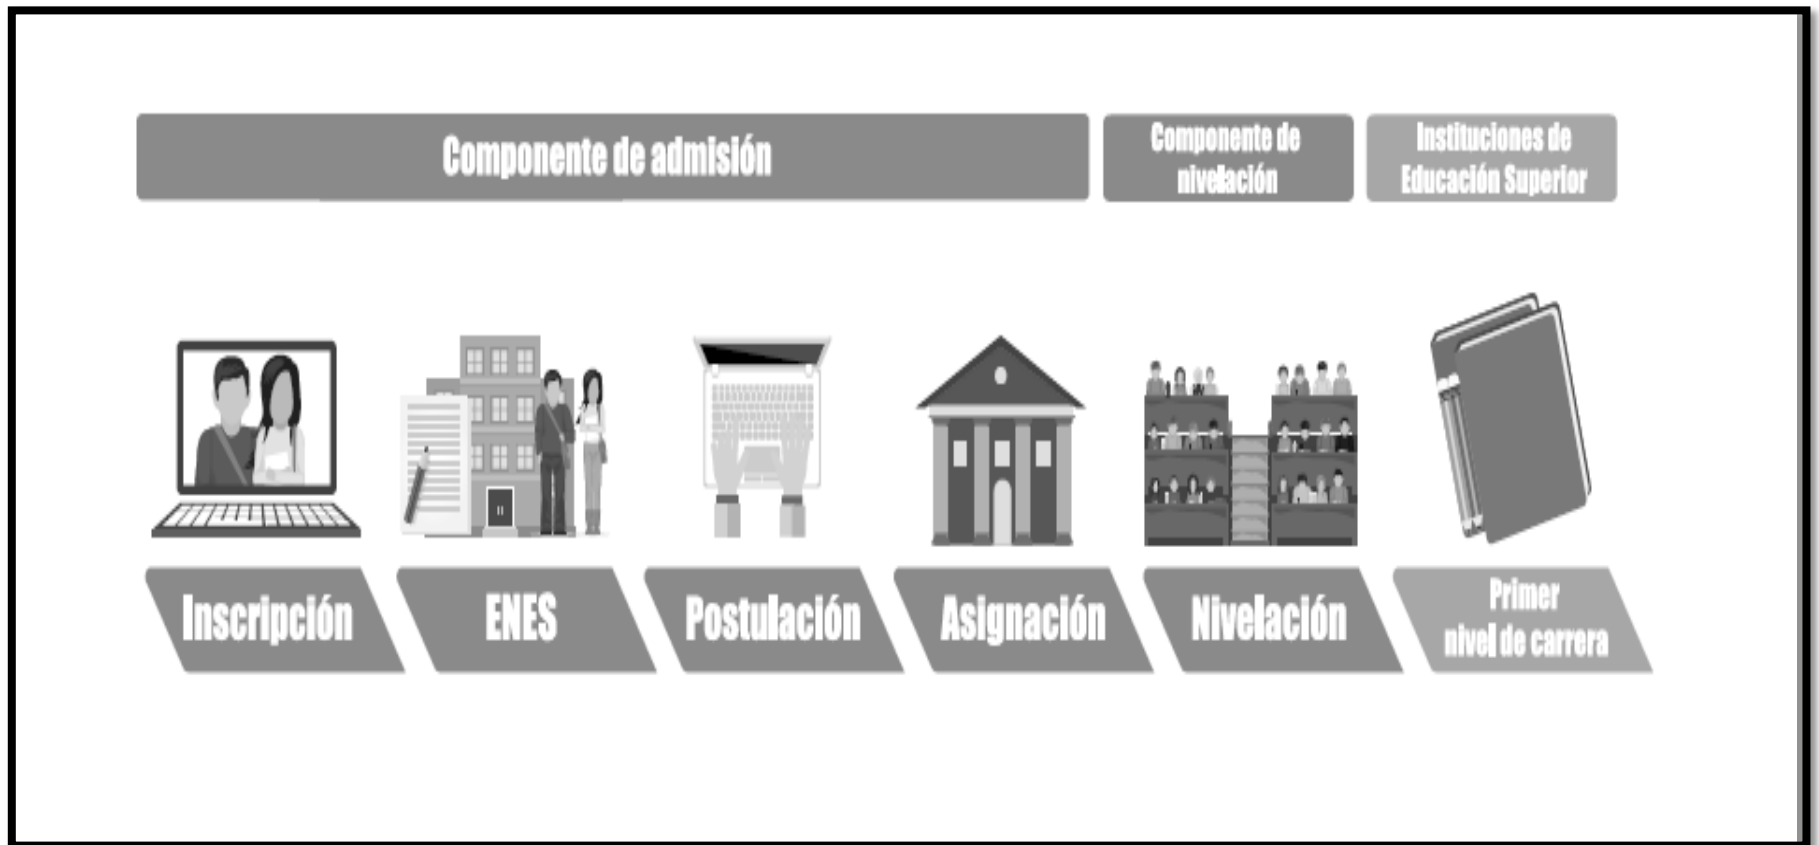 Componente de admisión
Componente de
nivelación
Instituciones de
Educación Superior
Inscripción
ENES
Postulación
Asignación
Nivelación
Primer
nivel de carrera